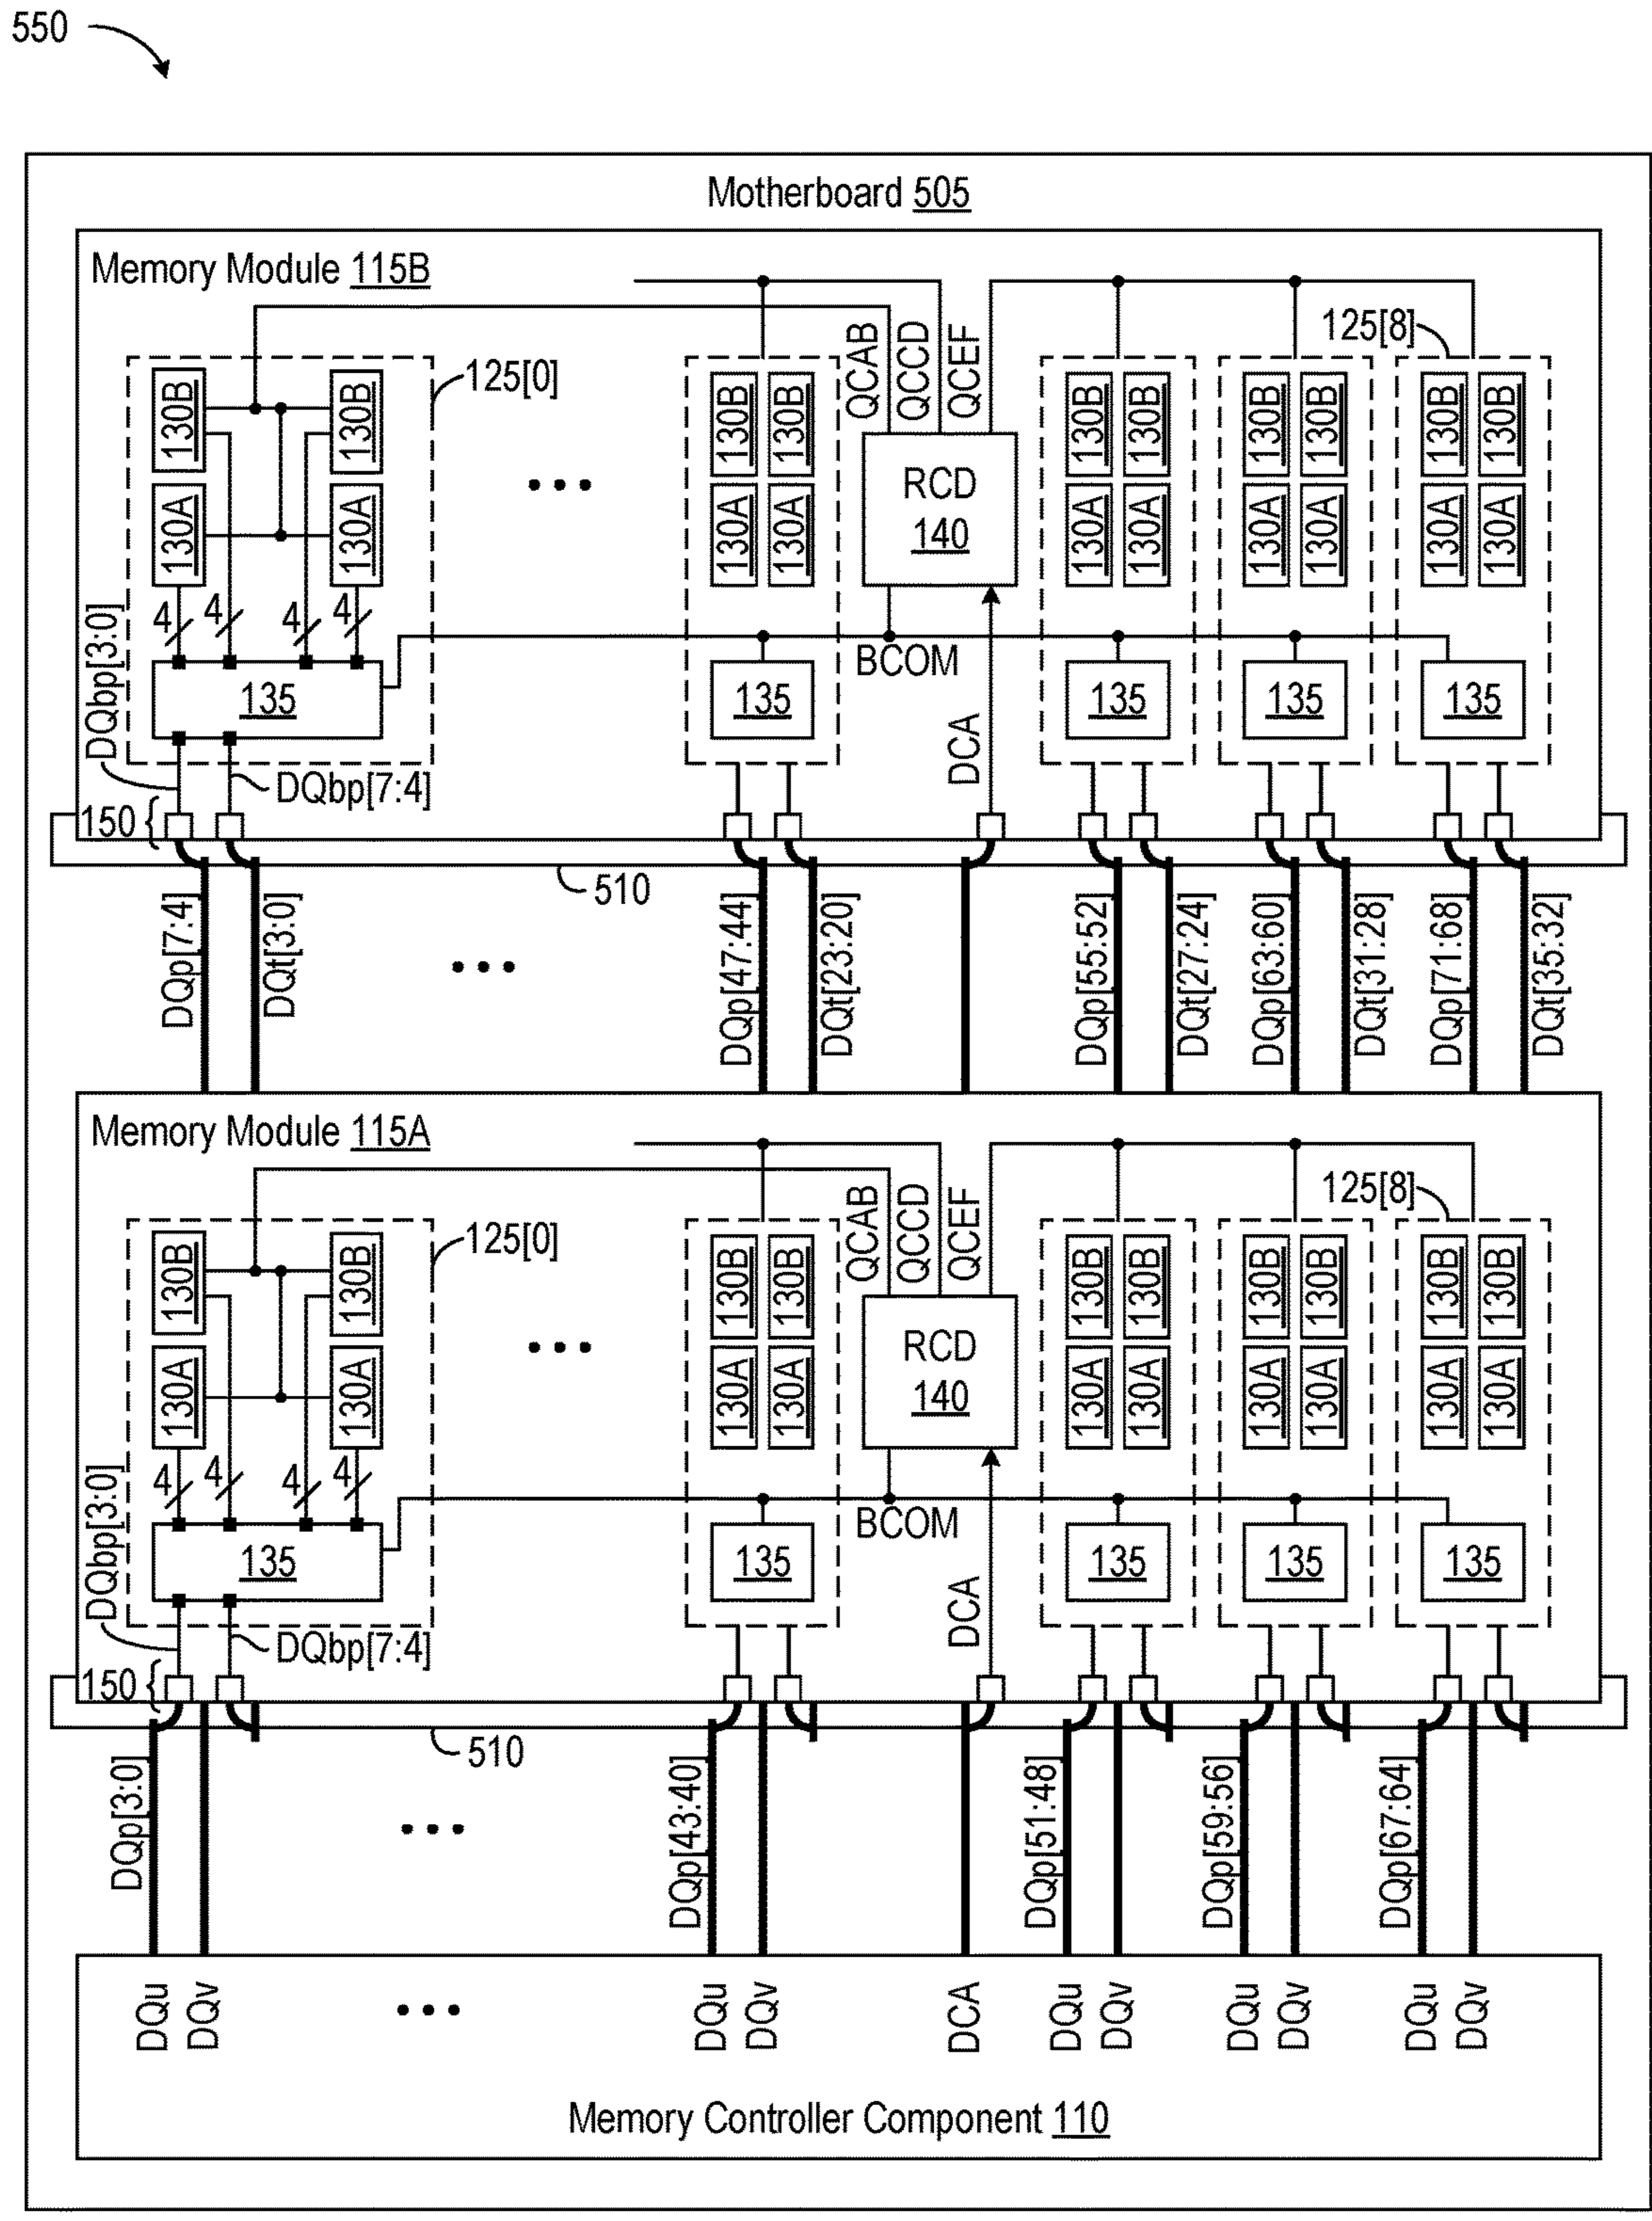 550
Motherboard 505
Memory Module 115B
125[0]
125[8]
QCAB
QCCD
QCEF
130B
130B
130B
130B
130B
130B
130B
130B
130B
130B
130A
130A
130A
130A
130A
130A
130A
130A
130A
130A
RCD
140
4
4
4
4
DQbp[3:0]
BCOM
135
135
135
135
135
DCA
DQbp[7:4]
150
510
DQp[7:4]
DQt[3:0]
DQp[47:44]
DQt[23:20]
DQp[55:52]
DQt[27:24]
DQp[63:60]
DQt[31:28]
DQp[71:68]
DQt[35:32]
Memory Module 115A
125[0]
125[8]
QCAB
QCCD
QCEF
130B
130B
130B
130B
130B
130B
130B
130B
130B
130B
130A
130A
130A
130A
130A
130A
130A
130A
130A
130A
RCD
140
4
4
4
4
DQbp[3:0]
BCOM
135
135
135
135
135
DCA
DQbp[7:4]
150
510
DQp[3:0]
DQp[43:40]
DQp[51:48]
DQp[59:56]
DQp[67:64]
DQu
DQv
DQu
DQv
DCA
DQu
DQv
DQu
DQv
DQu
DQv
Memory Controller Component 110